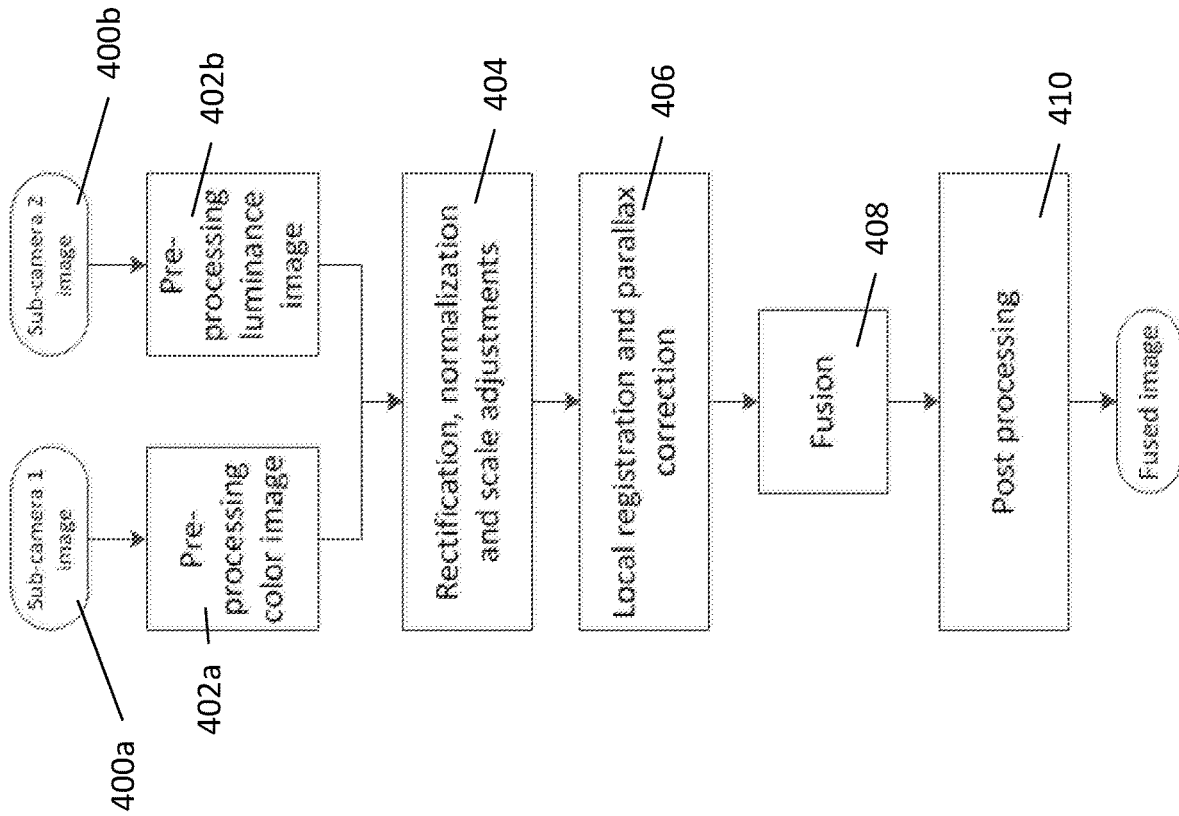 400a
Sub-camera 1
image
Sub-camera 2
image
400b
402a
Pre-
processing
color image
Pre-
processing
luminance
image
402b
Rectification, normalization
and scale adjustments
404
Local registration and parallax
correction
406
Fusion
408
Post processing
410
Fused image